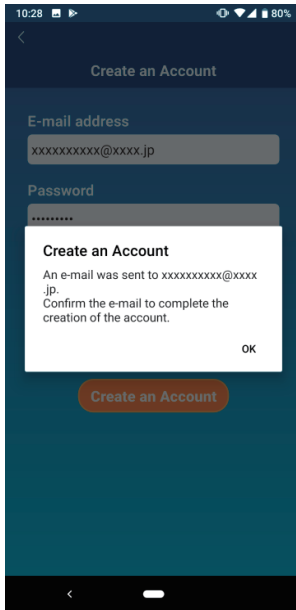 10:28
80%
Create an Account
E-mail address
xxxxxxxxxx@xxxx.jp
Password
•••••••••
Create an Account
An e-mail was sent to xxxxxxxxxx@xxxx
.jp.
Confirm the e-mail to complete the
creation of the account.
OK
Create an Account